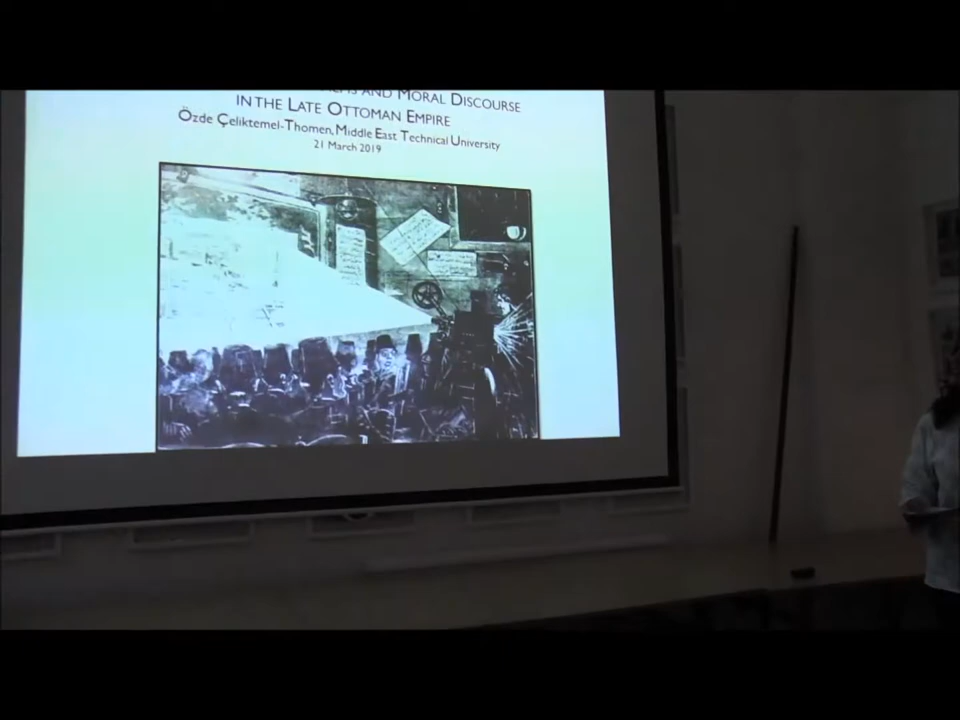 AND MORAL DISCOURSE
IN THE LATE OTTOMAN EMPIRE
Özde Çeliktemel-Thomen, Middle East Technical University
21 March 2019